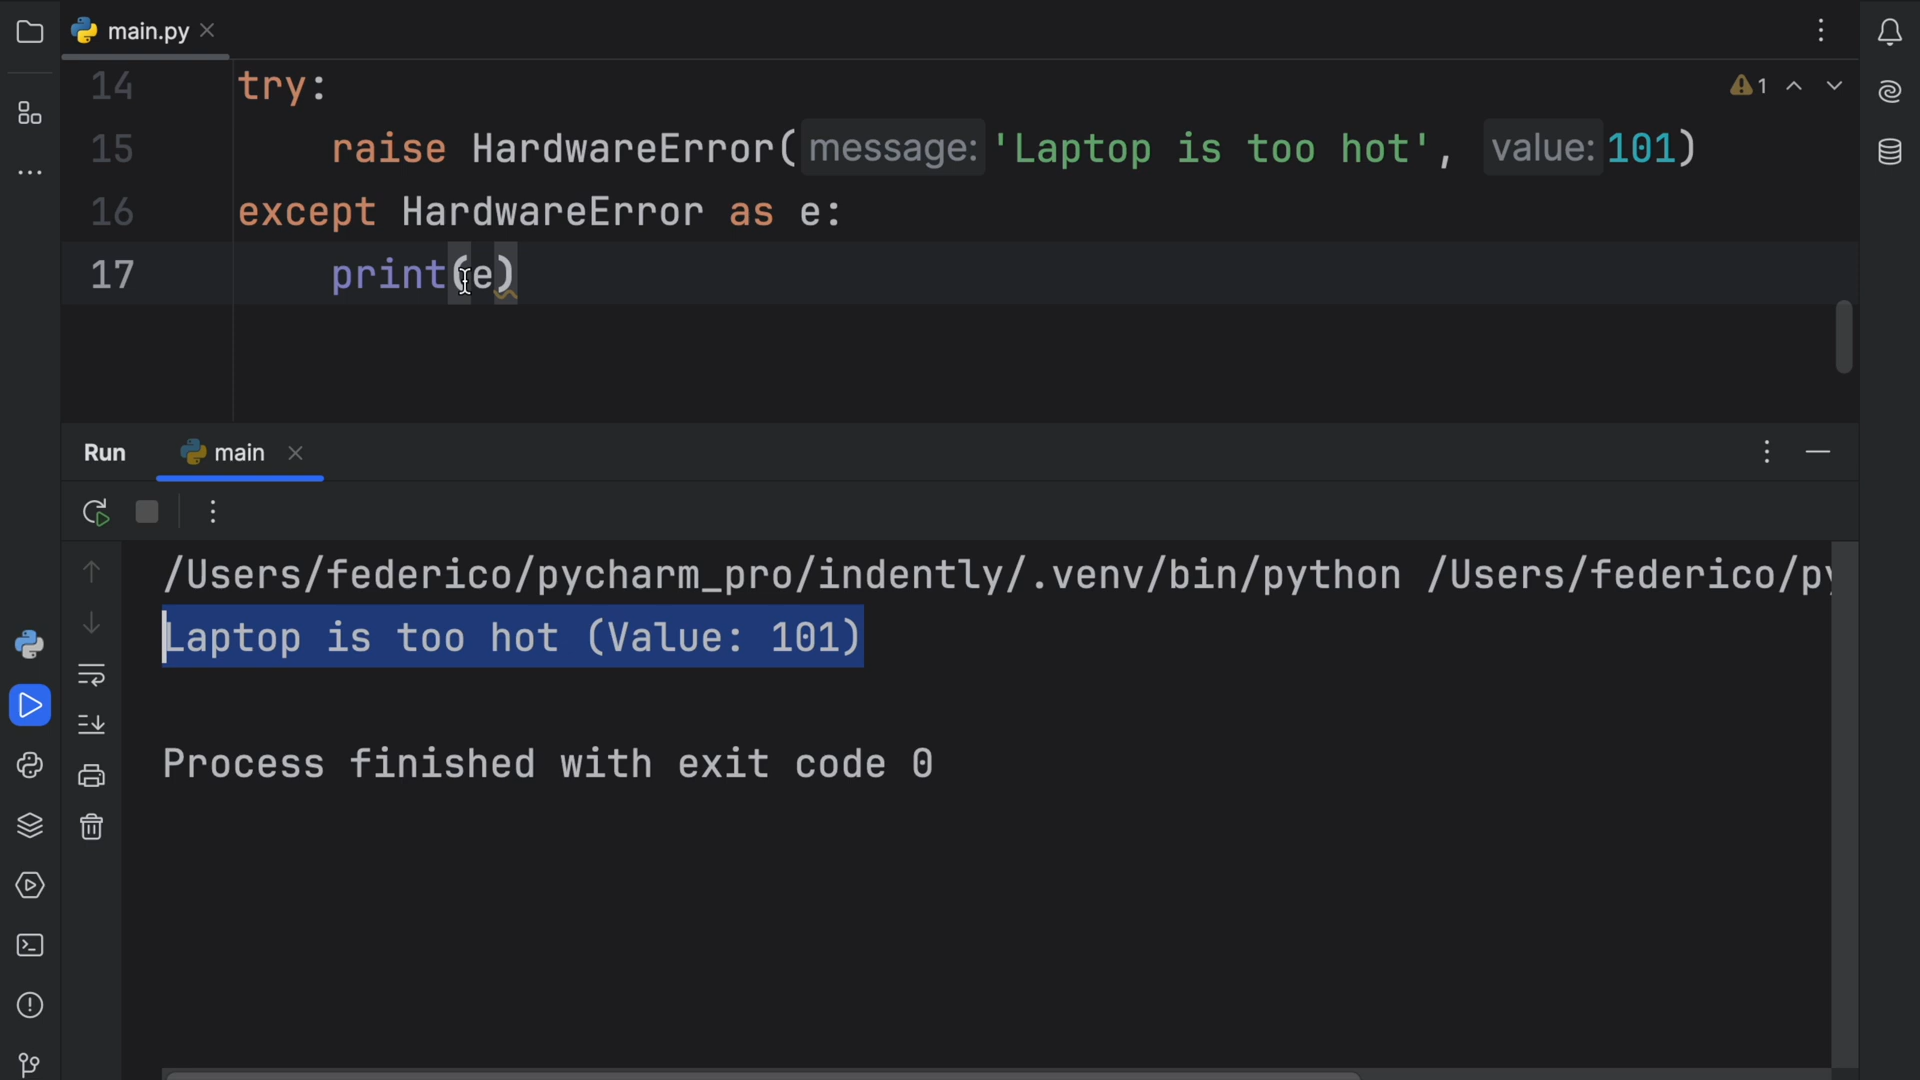 main.py
14 try:
1
15 raise HardwareError(message: 'Laptop is too hot', value: 101)
16 except HardwareError as e:
17 print(e)
Run main
/Users/federico/pycharm_pro/indently/.venv/bin/python /Users/federico/py
Laptop is too hot (Value: 101)
Process finished with exit code 0